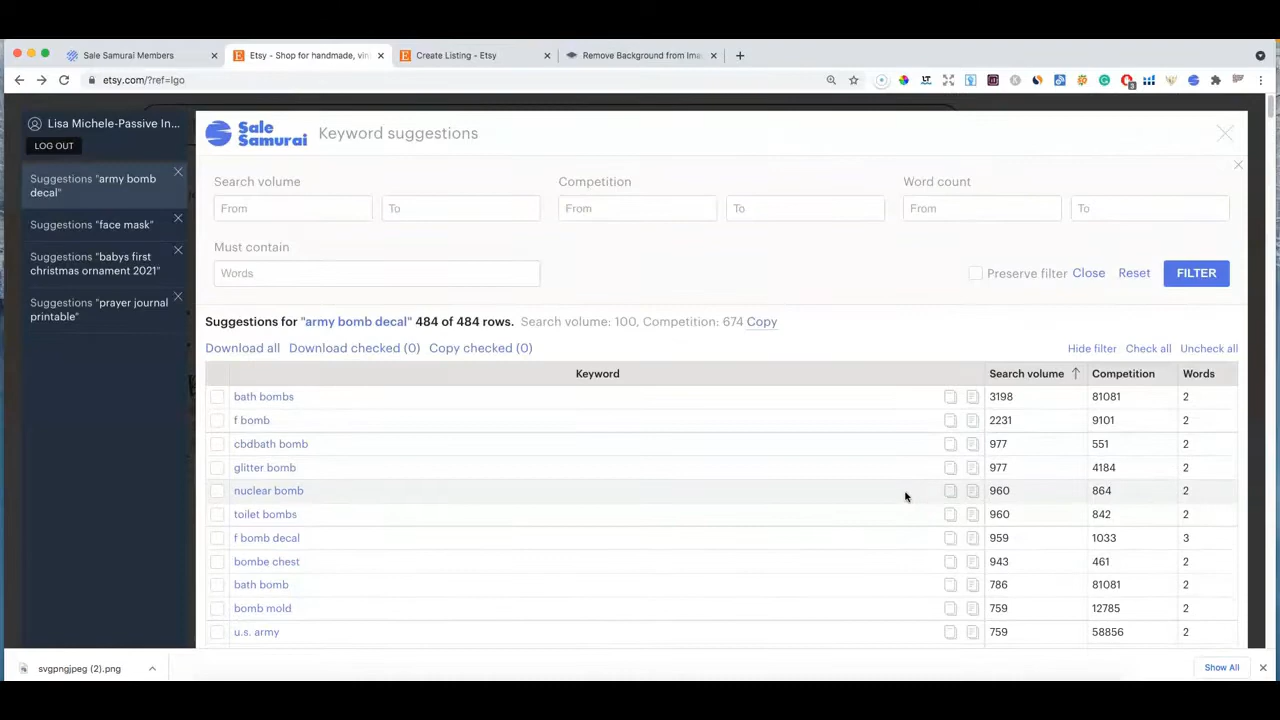 Sale Samurai Members
Etsy - Shop for handmade, vin
Create Listing - Etsy
Remove Background from Ima
etsy.com/?ref=lgo
Lisa Michele-Passive In...
LOG OUT
Suggestions "army bomb
decal"
Suggestions "face mask"
Suggestions "babys first
christmas ornament 2021"
Suggestions "prayer journal
printable"
Sale
Samurai
Keyword suggestions
Search volume
Competition
Word count
From
To
From
To
From
To
Must contain
Words
Preserve filter
Close
Reset
FILTER
Suggestions for "army bomb decal" 484 of 484 rows. Search volume: 100, Competition: 674 Copy
Download all Download checked (0) Copy checked (0)
Hide filter Check all Uncheck all
Keyword Search volume Competition Words
bath bombs 3198 81081 2
f bomb 2231 9101 2
cbdbath bomb 977 551 2
glitter bomb 977 4184 2
nuclear bomb 960 864 2
toilet bombs 960 842 2
f bomb decal 959 1033 3
bombe chest 943 461 2
bath bomb 786 81081 2
bomb mold 759 12785 2
u.s. army 759 58856 2
svgpngjpeg (2).png
Show All